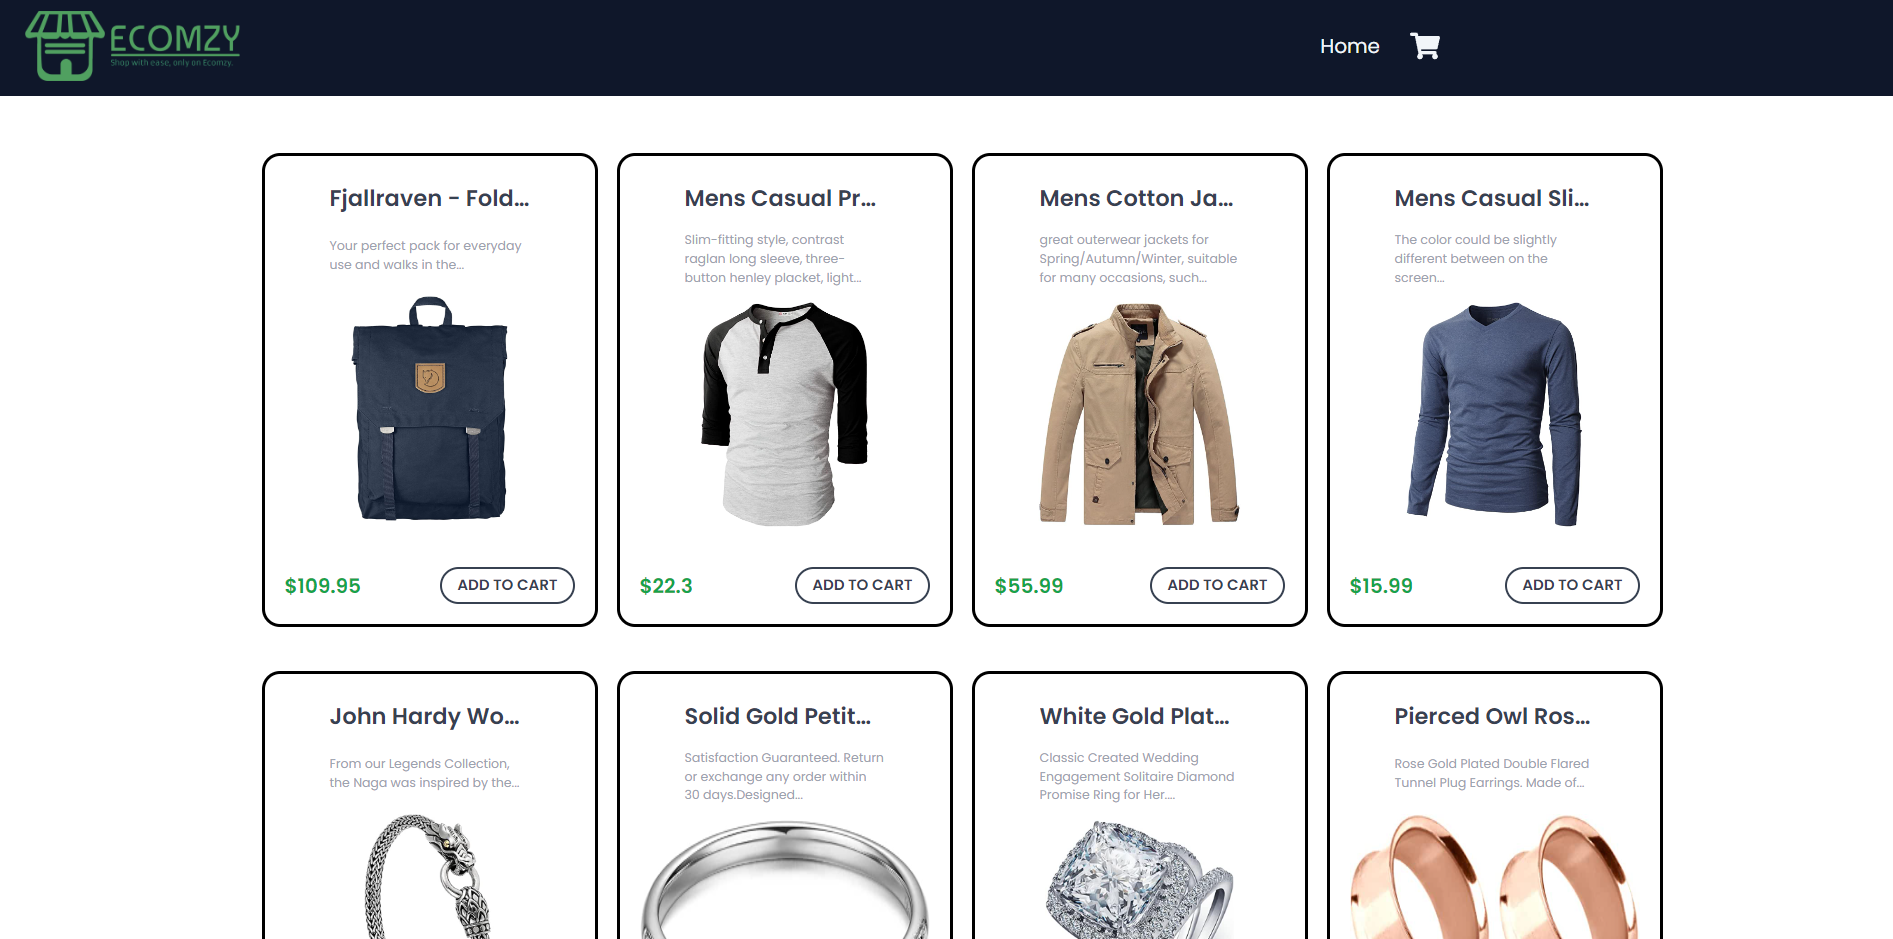 ECOMZY
Shop with ease, only on Ecomzy.
Home
Fjallraven - Fold...
Your perfect pack for everyday
use and walks in the...
$109.95
ADD TO CART
Mens Casual Pr...
Slim-fitting style, contrast
raglan long sleeve, three-
button henley placket, light...
$22.3
ADD TO CART
Mens Cotton Ja...
great outerwear jackets for
Spring/Autumn/Winter, suitable
for many occasions, such...
$55.99
ADD TO CART
Mens Casual Sli...
The color could be slightly
different between on the
screen...
$15.99
ADD TO CART
John Hardy Wo...
From our Legends Collection,
the Naga was inspired by the...
Solid Gold Petit...
Satisfaction Guaranteed. Return
or exchange any order within
30 days.Designed...
White Gold Plat...
Classic Created Wedding
Engagement Solitaire Diamond
Promise Ring for Her....
Pierced Owl Ros...
Rose Gold Plated Double Flared
Tunnel Plug Earrings. Made of...